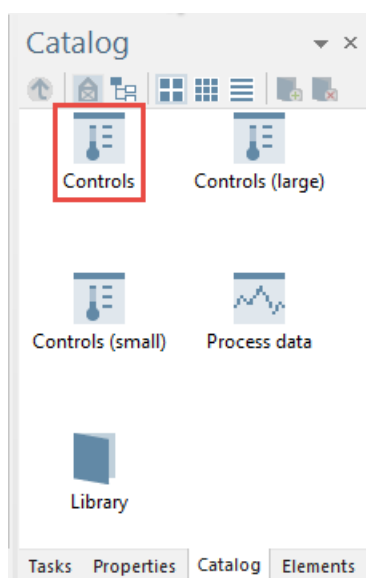 Catalog
Controls
Controls (large)
Controls (small)
Process data
Library
Tasks
Properties
Catalog
Elements